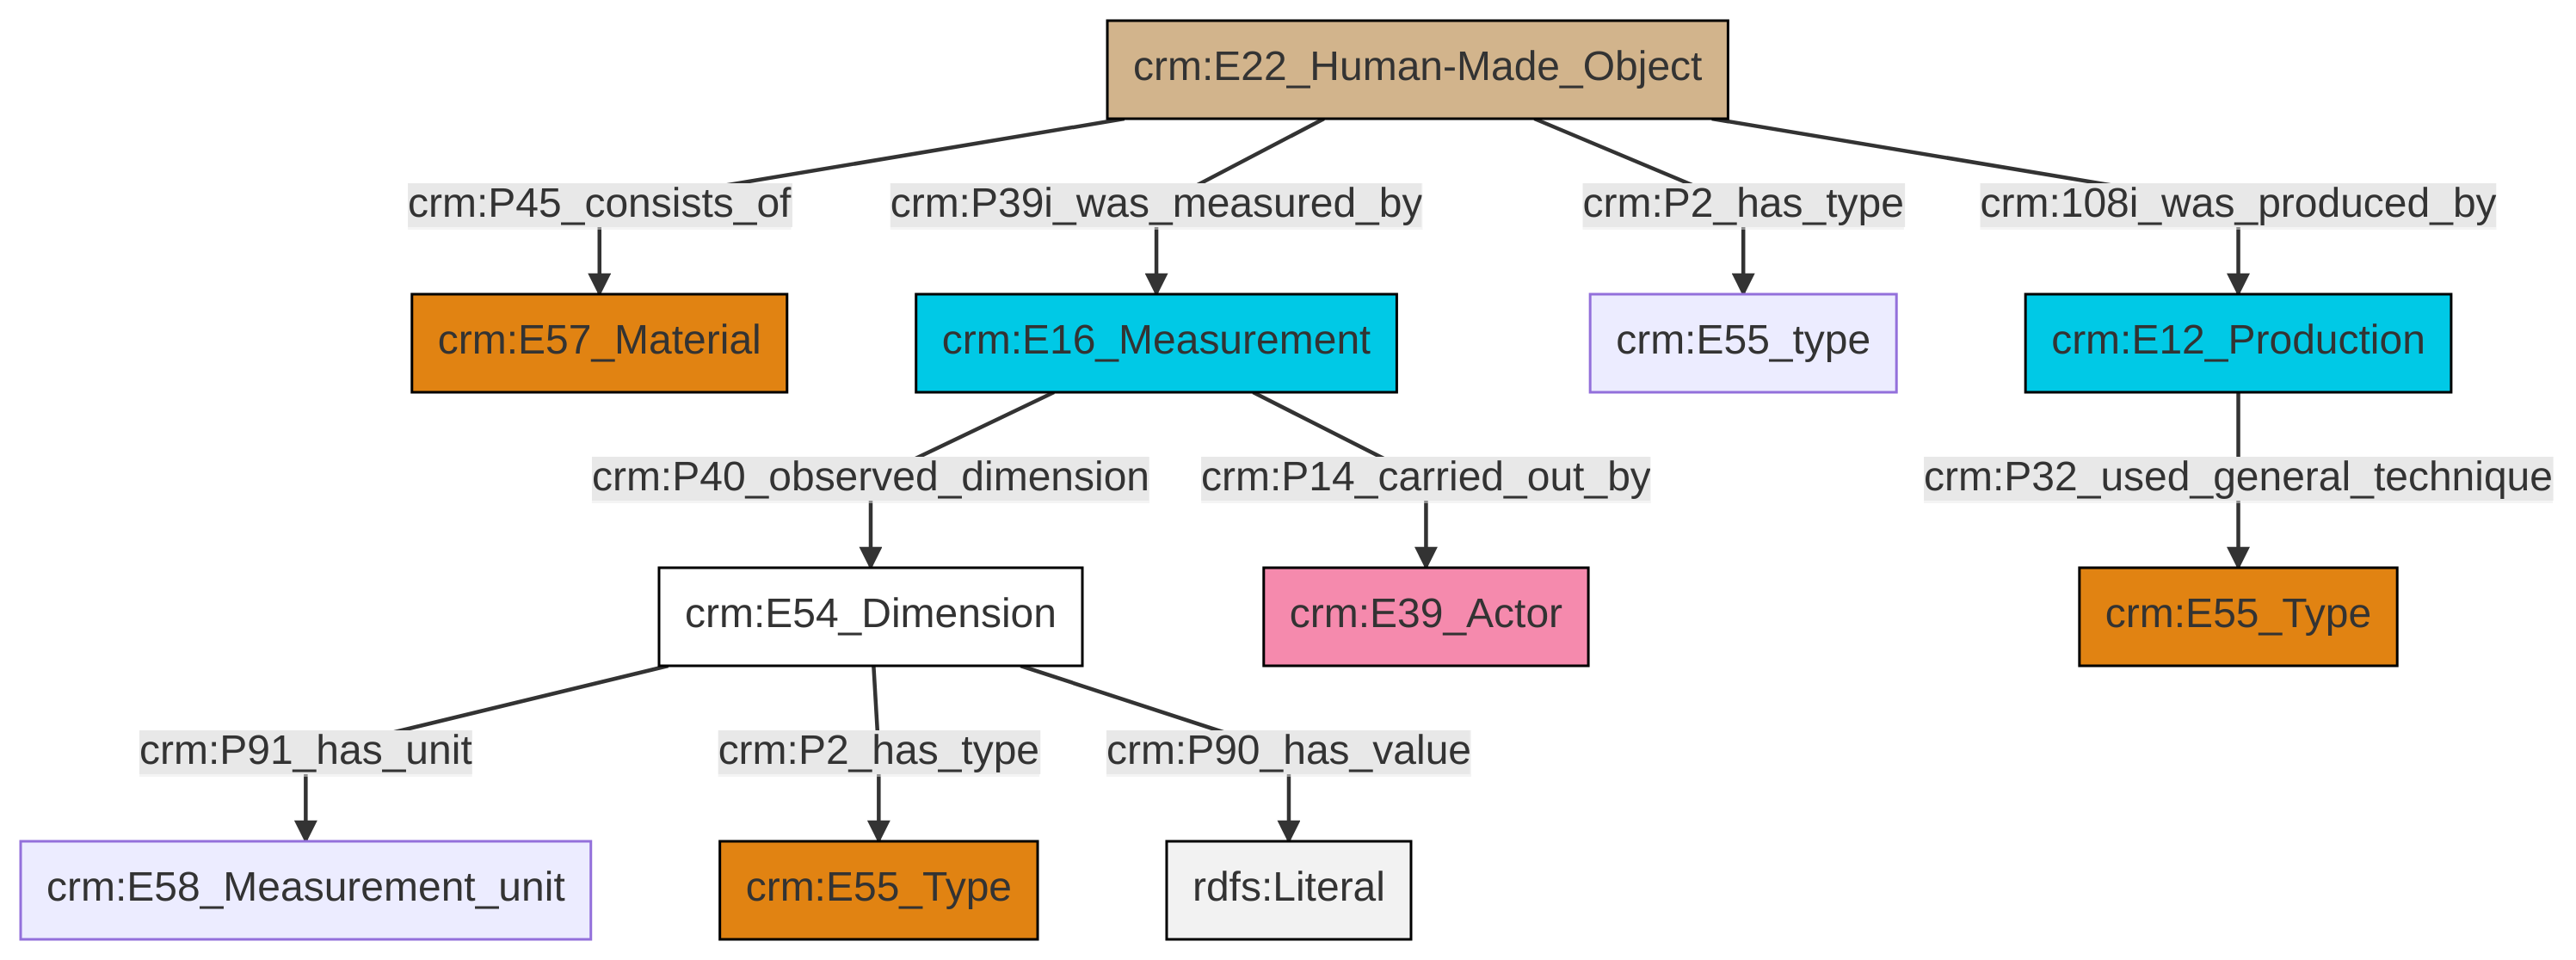 crm:E22_Human-Made_Object
crm:P45_consists_of
crm:P39i_was_measured_by
crm:P2_has_type
crm:108i_was_produced_by
crm:E57_Material
crm:E16_Measurement
crm:E55_type
crm:E12_Production
crm:P40_observed_dimension
crm:P14_carried_out_by
crm:P32_used_general_technique
crm:E54_Dimension
crm:E39_Actor
crm:E55_Type
crm:P91_has_unit
crm:P2_has_type
crm:P90_has_value
crm:E58_Measurement_unit
crm:E55_Type
rdfs:Literal